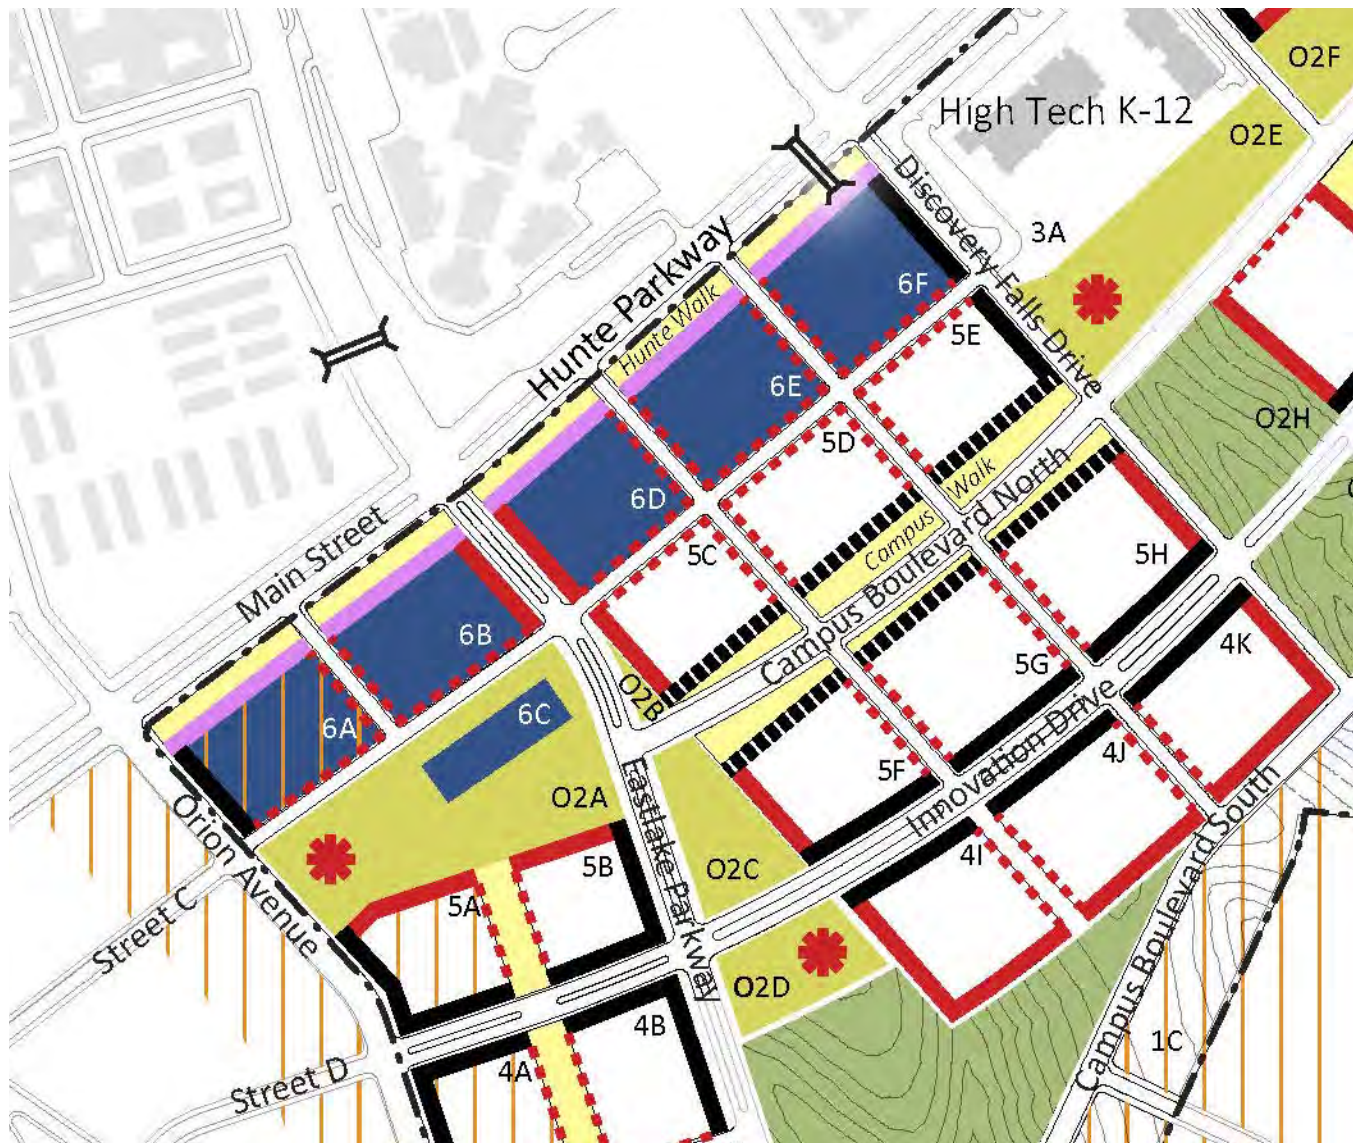 O2F
High Tech K-12
O2E
Discovery Falls Drive
3A
Hunte Parkway
6F
Hunte Walk
5E
6E
O2H
5D
Walk
6D
Campus
Campus Boulevard North
5C
5H
Main Street
6B
5G
4K
O2B
6C
6A
Innovation Drive
4J
5F
O2A
Eastlake Parkway
4I
Orion Avenue
5B
O2C
5A
Street C
Campus Boulevard South
O2D
4B
1C
4A
Street D